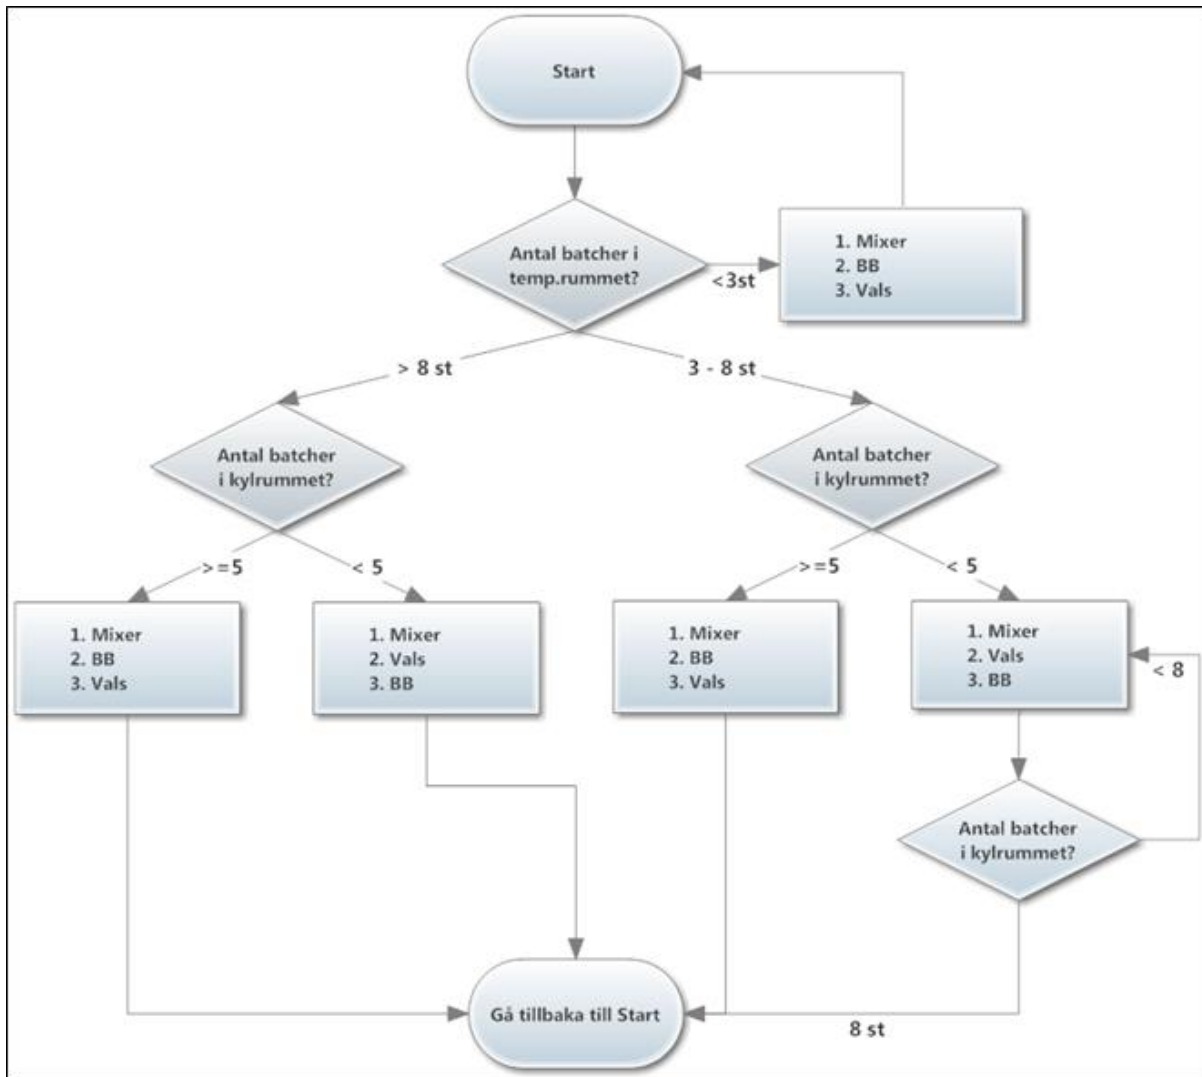 Start
Antal batcher i
temp.rummet?
<3st
1. Mixer
2. BB
3. Vals
> 8 st
3 - 8 st
Antal batcher
i kylrummet?
Antal batcher
i kylrummet?
>=5
< 5
>=5
< 5
1. Mixer
2. BB
3. Vals
1. Mixer
2. Vals
3. BB
1. Mixer
2. BB
3. Vals
1. Mixer
2. Vals
3. BB
< 8
Antal batcher
i kylrummet?
Gå tillbaka till Start
8 st